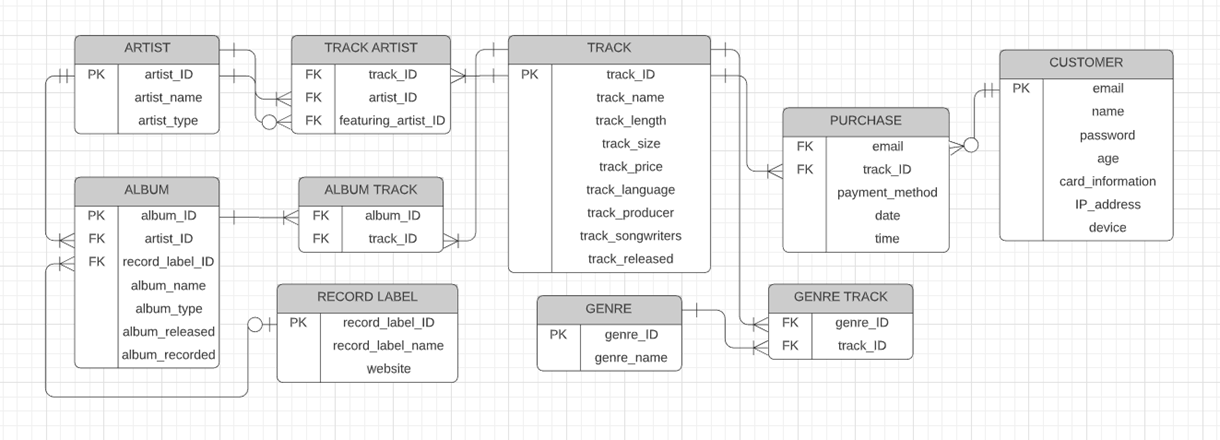 ARTIST
PK artist_ID
artist_name
artist_type
TRACK ARTIST
FK track_ID
FK artist_ID
FK featuring_artist_ID
TRACK
PK track_ID
track_name
track_length
track_size
track_price
track_language
track_producer
track_songwriters
track_released
CUSTOMER
PK email
name
password
age
card_information
IP_address
device
PURCHASE
FK email
FK track_ID
payment_method
date
time
ALBUM
PK album_ID
FK artist_ID
FK record_label_ID
album_name
album_type
album_released
album_recorded
ALBUM TRACK
FK album_ID
FK track_ID
RECORD LABEL
PK record_label_ID
record_label_name
website
GENRE
PK genre_ID
genre_name
GENRE TRACK
FK genre_ID
FK track_ID